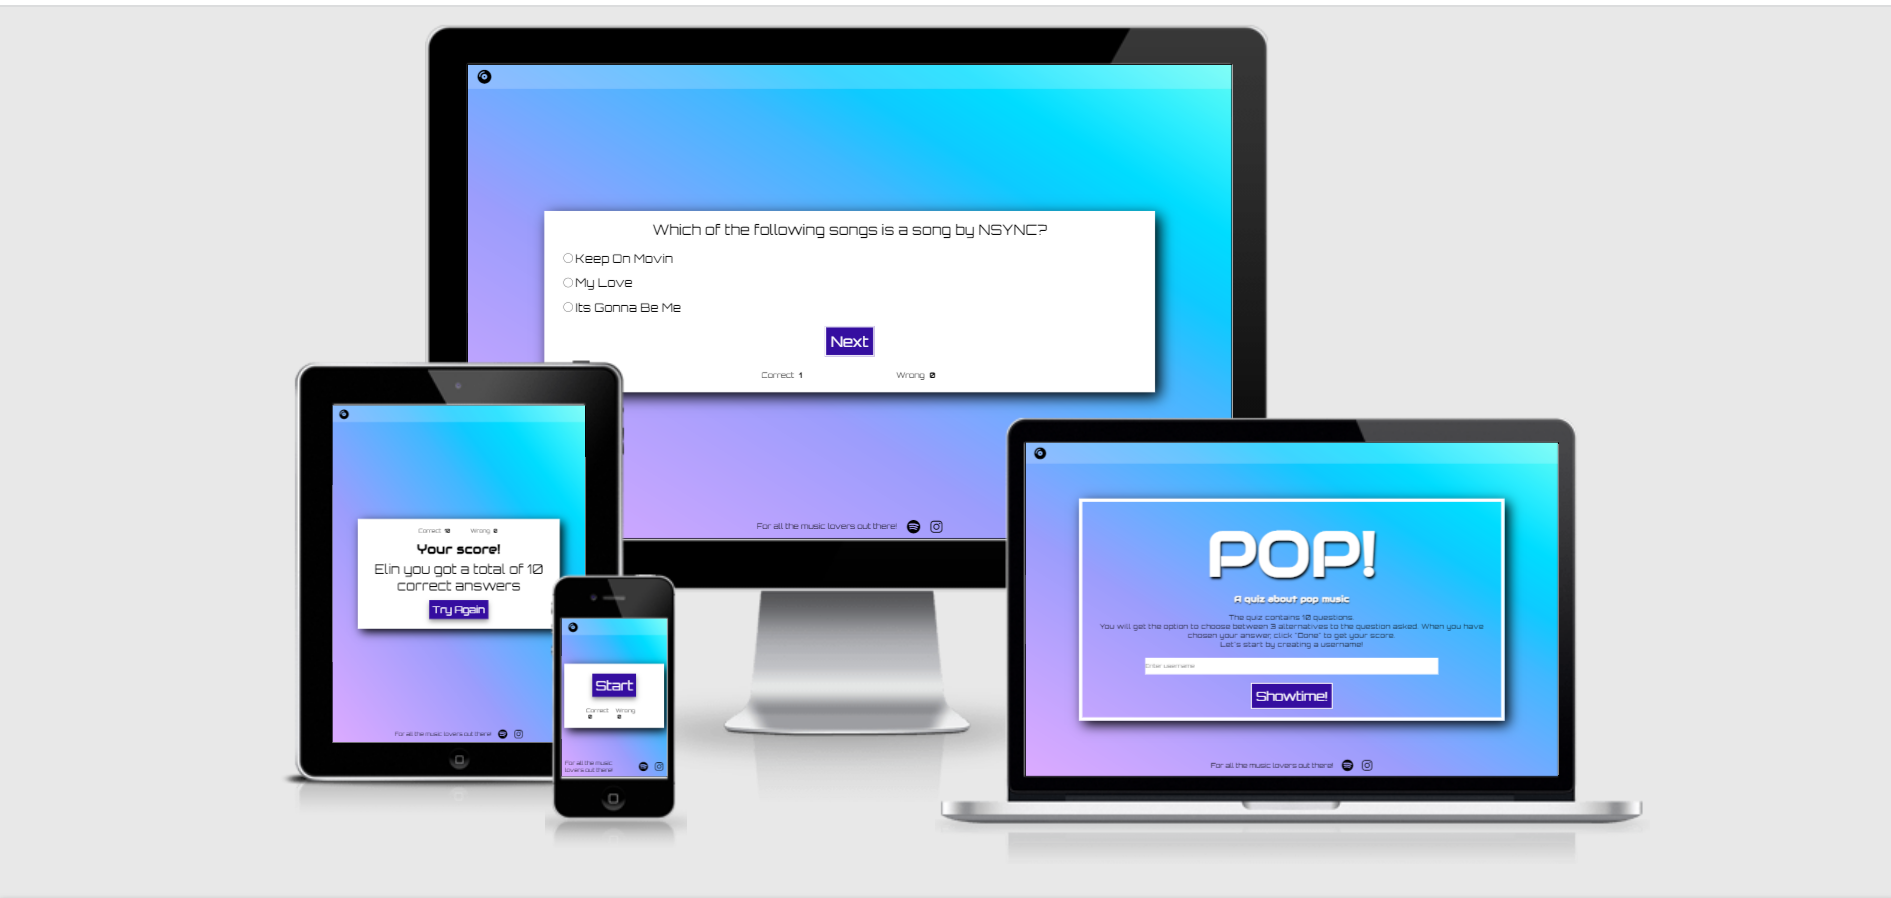 Which of the following songs is a song by NSYNC?
Keep On Movin
My Love
Its Gonna Be Me
Next
Correct 1 Wrong 0
For all the music lovers out there!
Correct 10 Wrong 0
Your score!
Elin you got a total of 10
correct answers
Try Again
For all the music lovers out there!
Start
Correct Wrong
0 0
For all the music
lovers out there!
POP!
A quiz about pop music
The quiz contains 10 questions.
You will get the option to choose between 3 alternatives to the question asked. When you have
chosen your answer, click "Done" to get your score.
Let's start by creating a username!
Enter username
Showtime!
For all the music lovers out there!